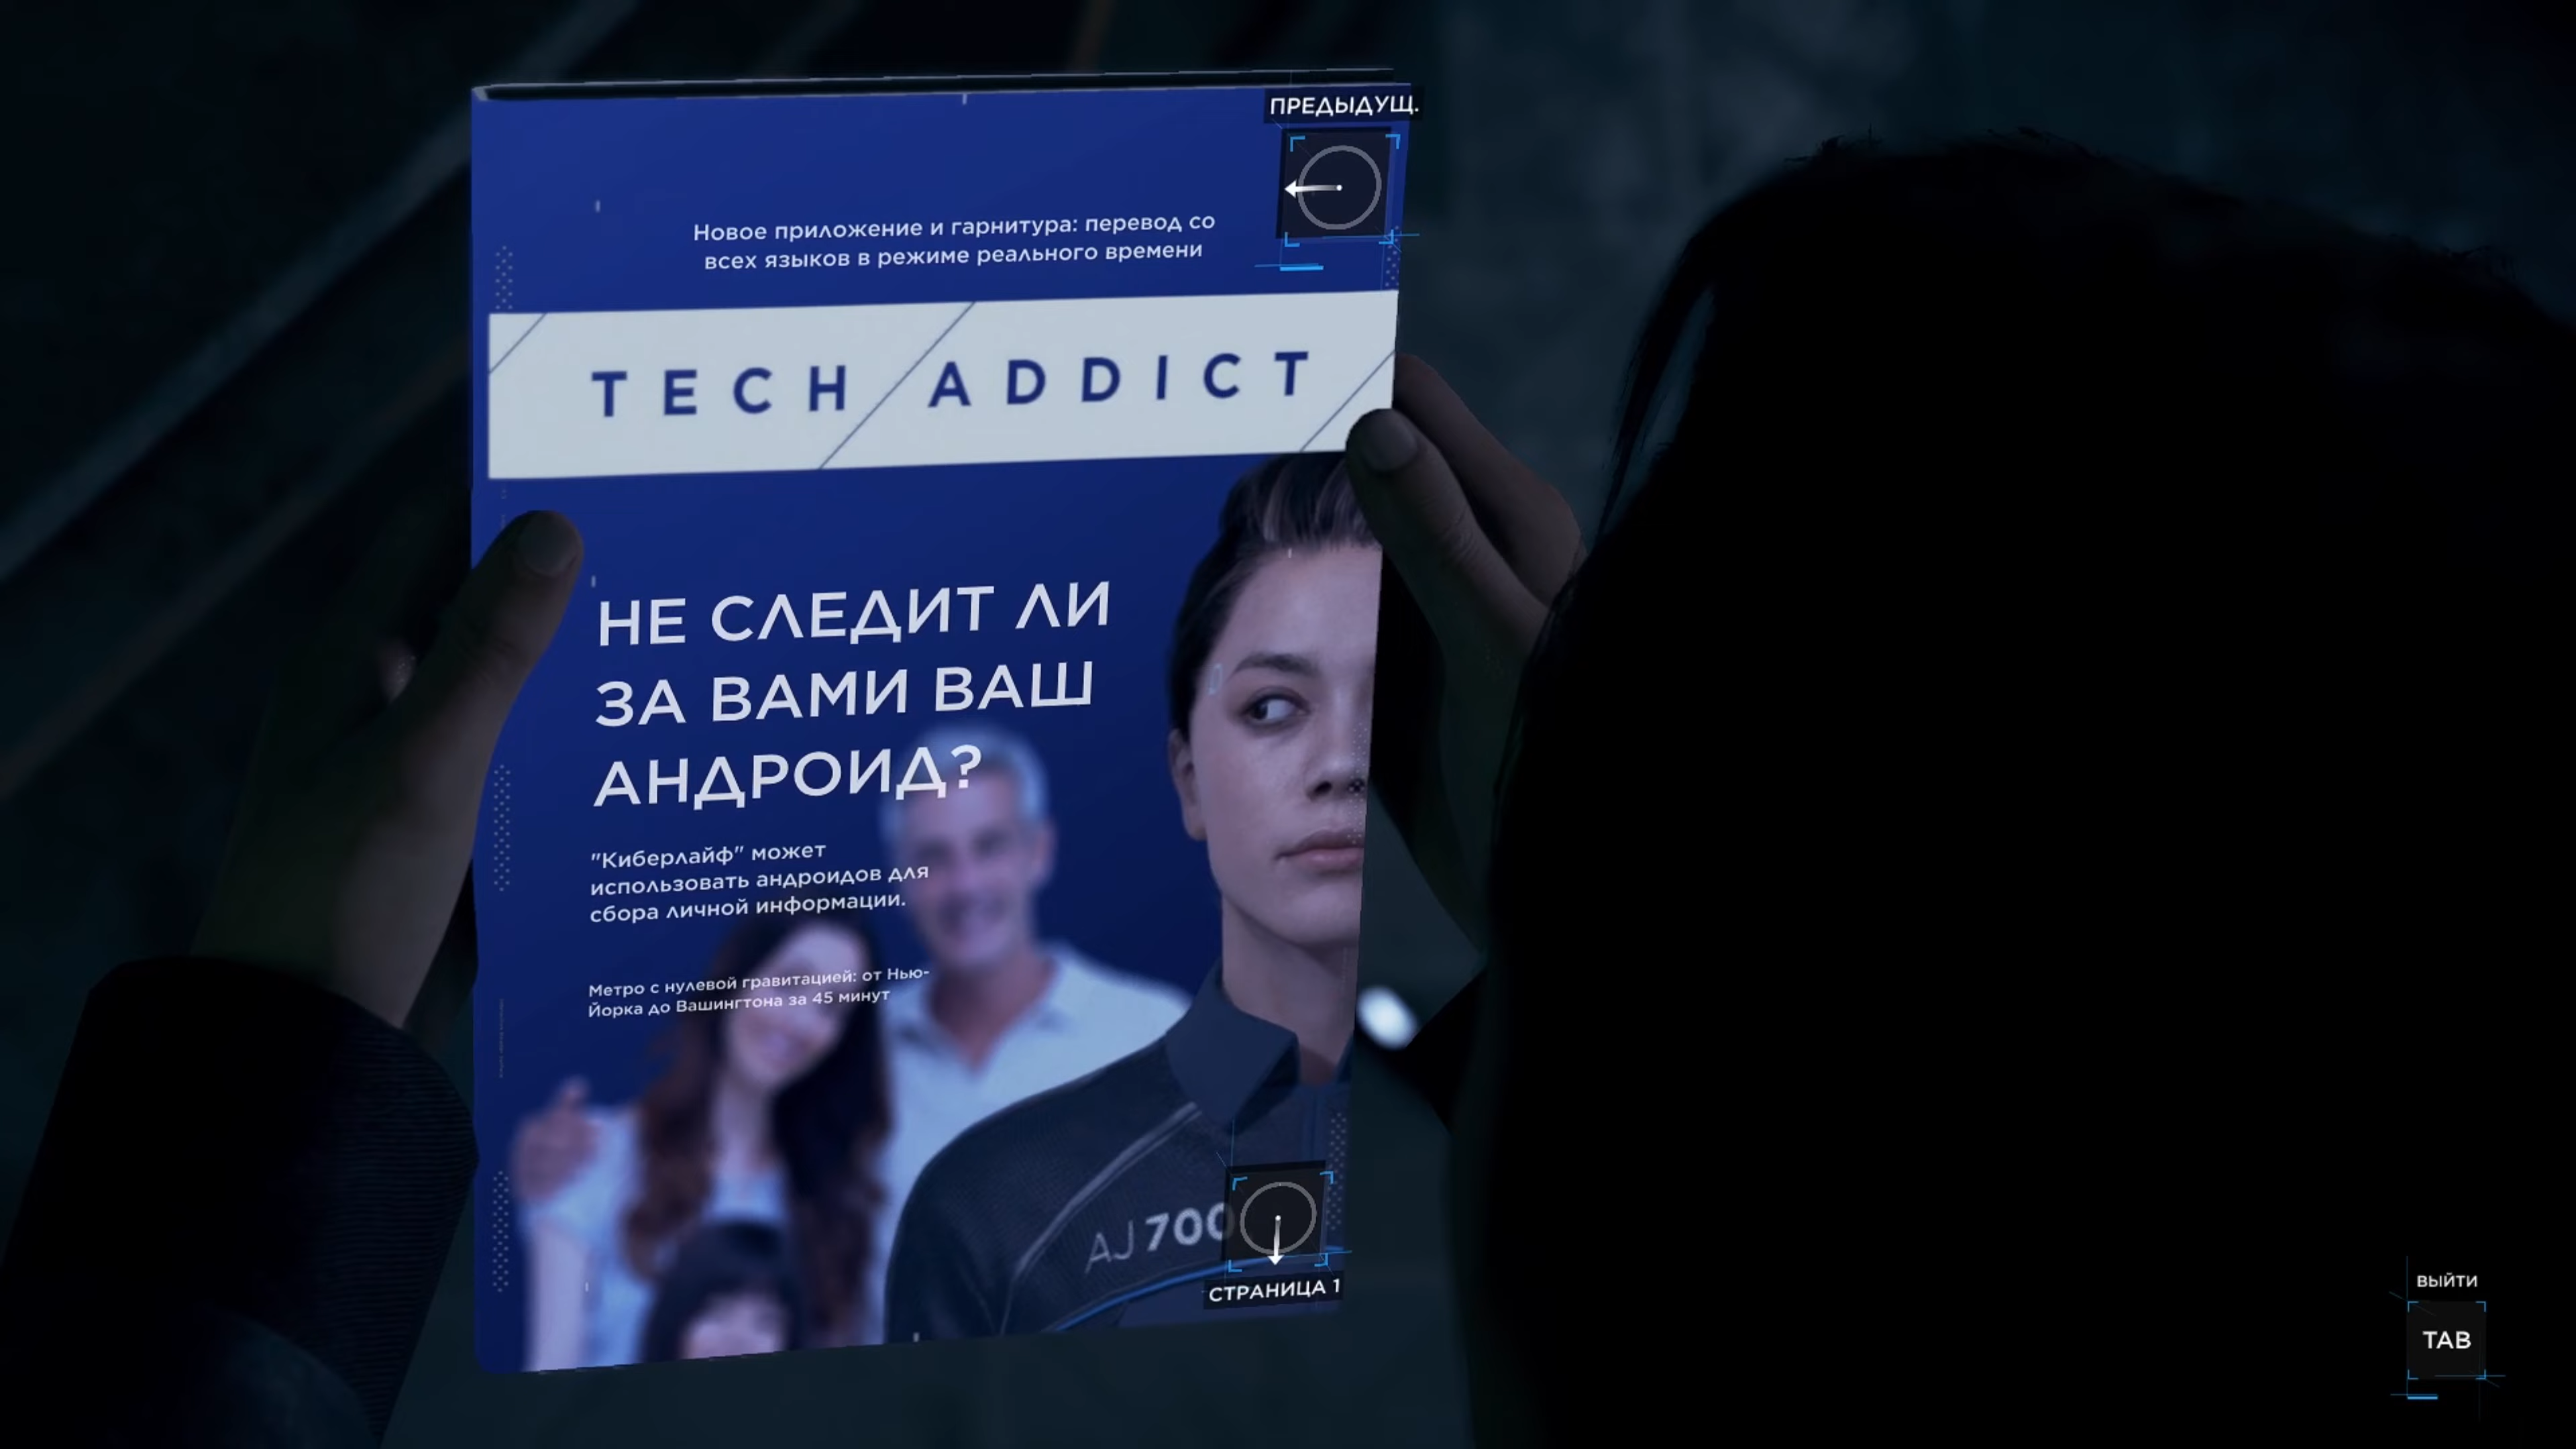 ПРЕДЫДУЩ.
Новое приложение и гарнитура: перевод со
всех языков в режиме реального времени
TECH ADDICT
НЕ СЛЕДИТ ЛИ
ЗА ВАМИ ВАШ
АНДРОИД?
"Киберлайф" может
использовать андроидов для
сбора личной информации.
Метро с нулевой гравитацией: от Нью-
Йорка до Вашингтона за 45 минут
AJ 700
СТРАНИЦА 1
ВЫЙТИ
TAB